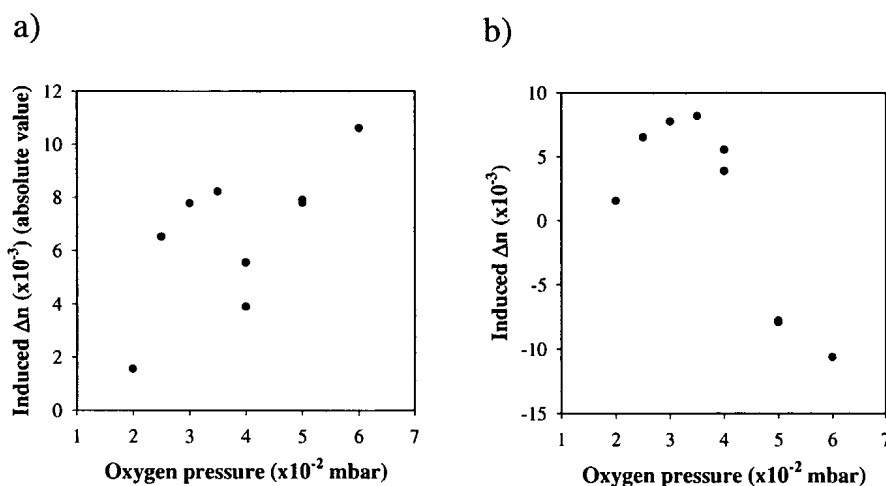 a)
12
10
8
6
4
2
0
Induced Δn (x10⁻³) (absolute value)
1 2 3 4 5 6 7
Oxygen pressure (x10⁻² mbar)
b)
10
5
0
-5
-10
-15
Induced Δn (x10⁻³)
1 2 3 4 5 6 7
Oxygen pressure (x10⁻² mbar)